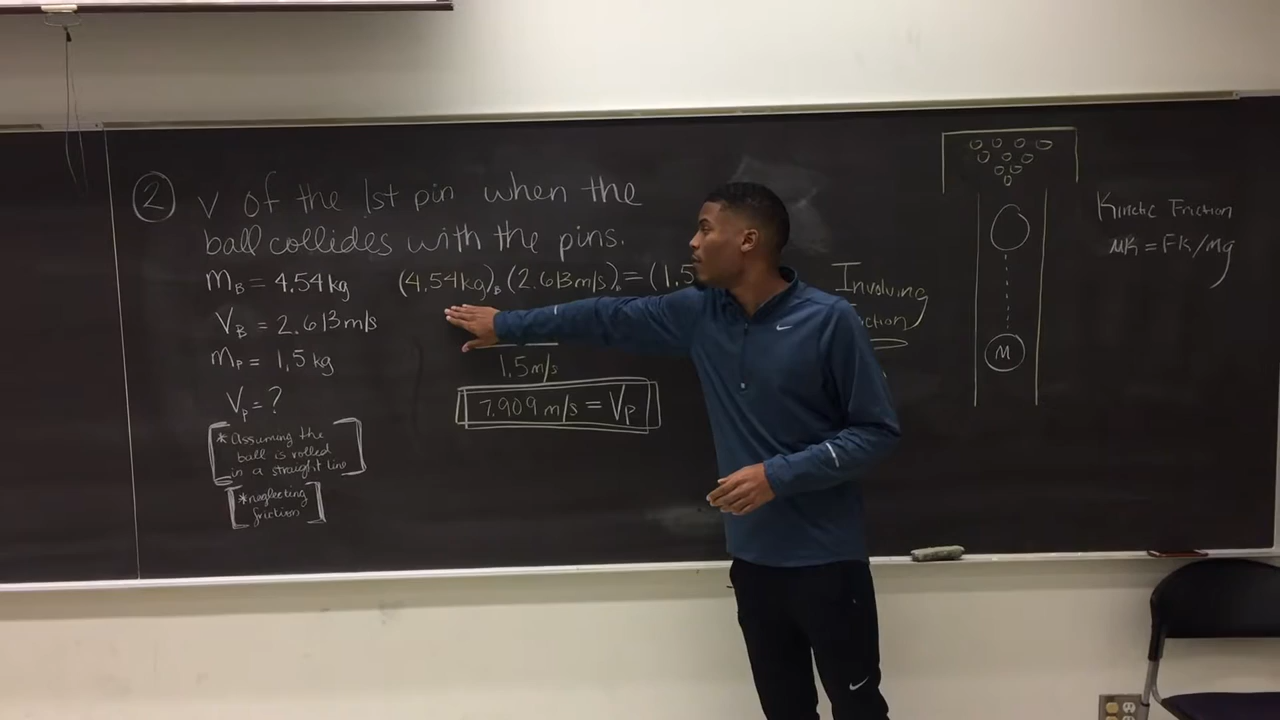 2
V of the 1st pin when the
ball collides with the pins.
MB = 4.54 kg
VB = 2.613 m/s
MP = 1.5 kg
VP = ?
* Assuming the
ball is rolled
in a straight line
* neglecting
friction
(4.54kg)B (2.613m/s)B = (1.5
1.5m/s
7.909 m/s = VP
Involving
M
Kinetic Friction
μK = FK/Mg